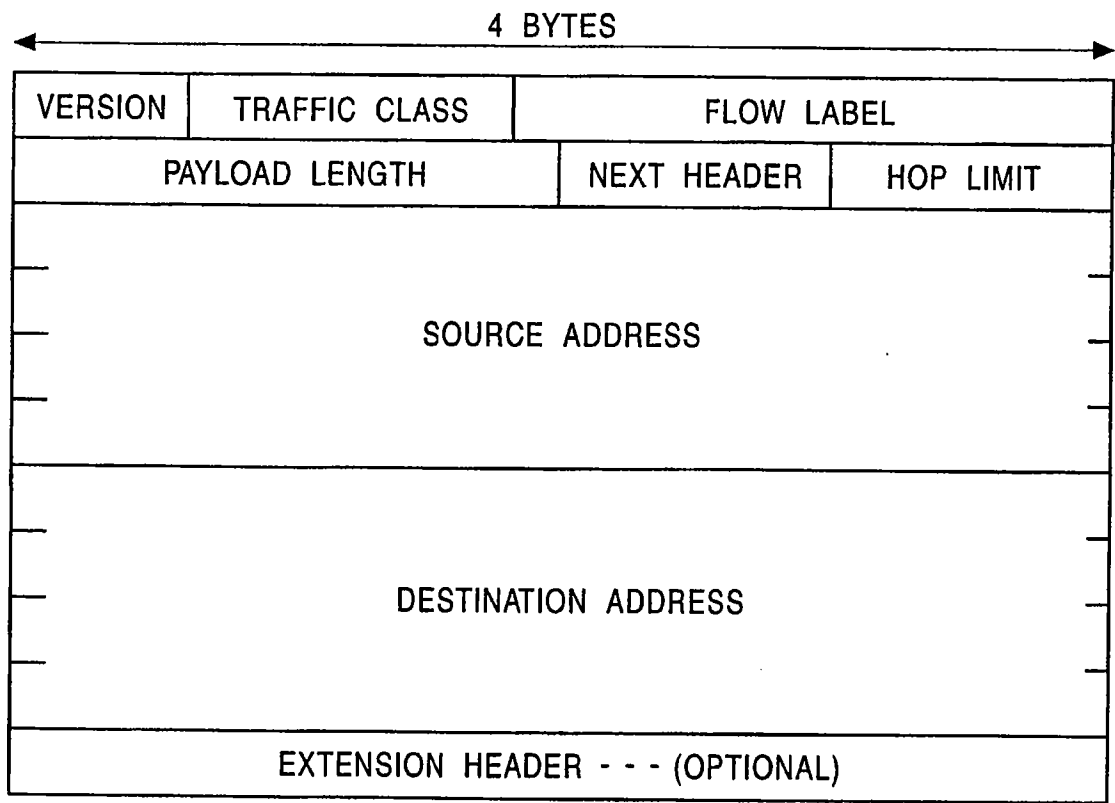 4 BYTES
VERSION TRAFFIC CLASS FLOW LABEL
PAYLOAD LENGTH NEXT HEADER HOP LIMIT
SOURCE ADDRESS
DESTINATION ADDRESS
EXTENSION HEADER - - - (OPTIONAL)